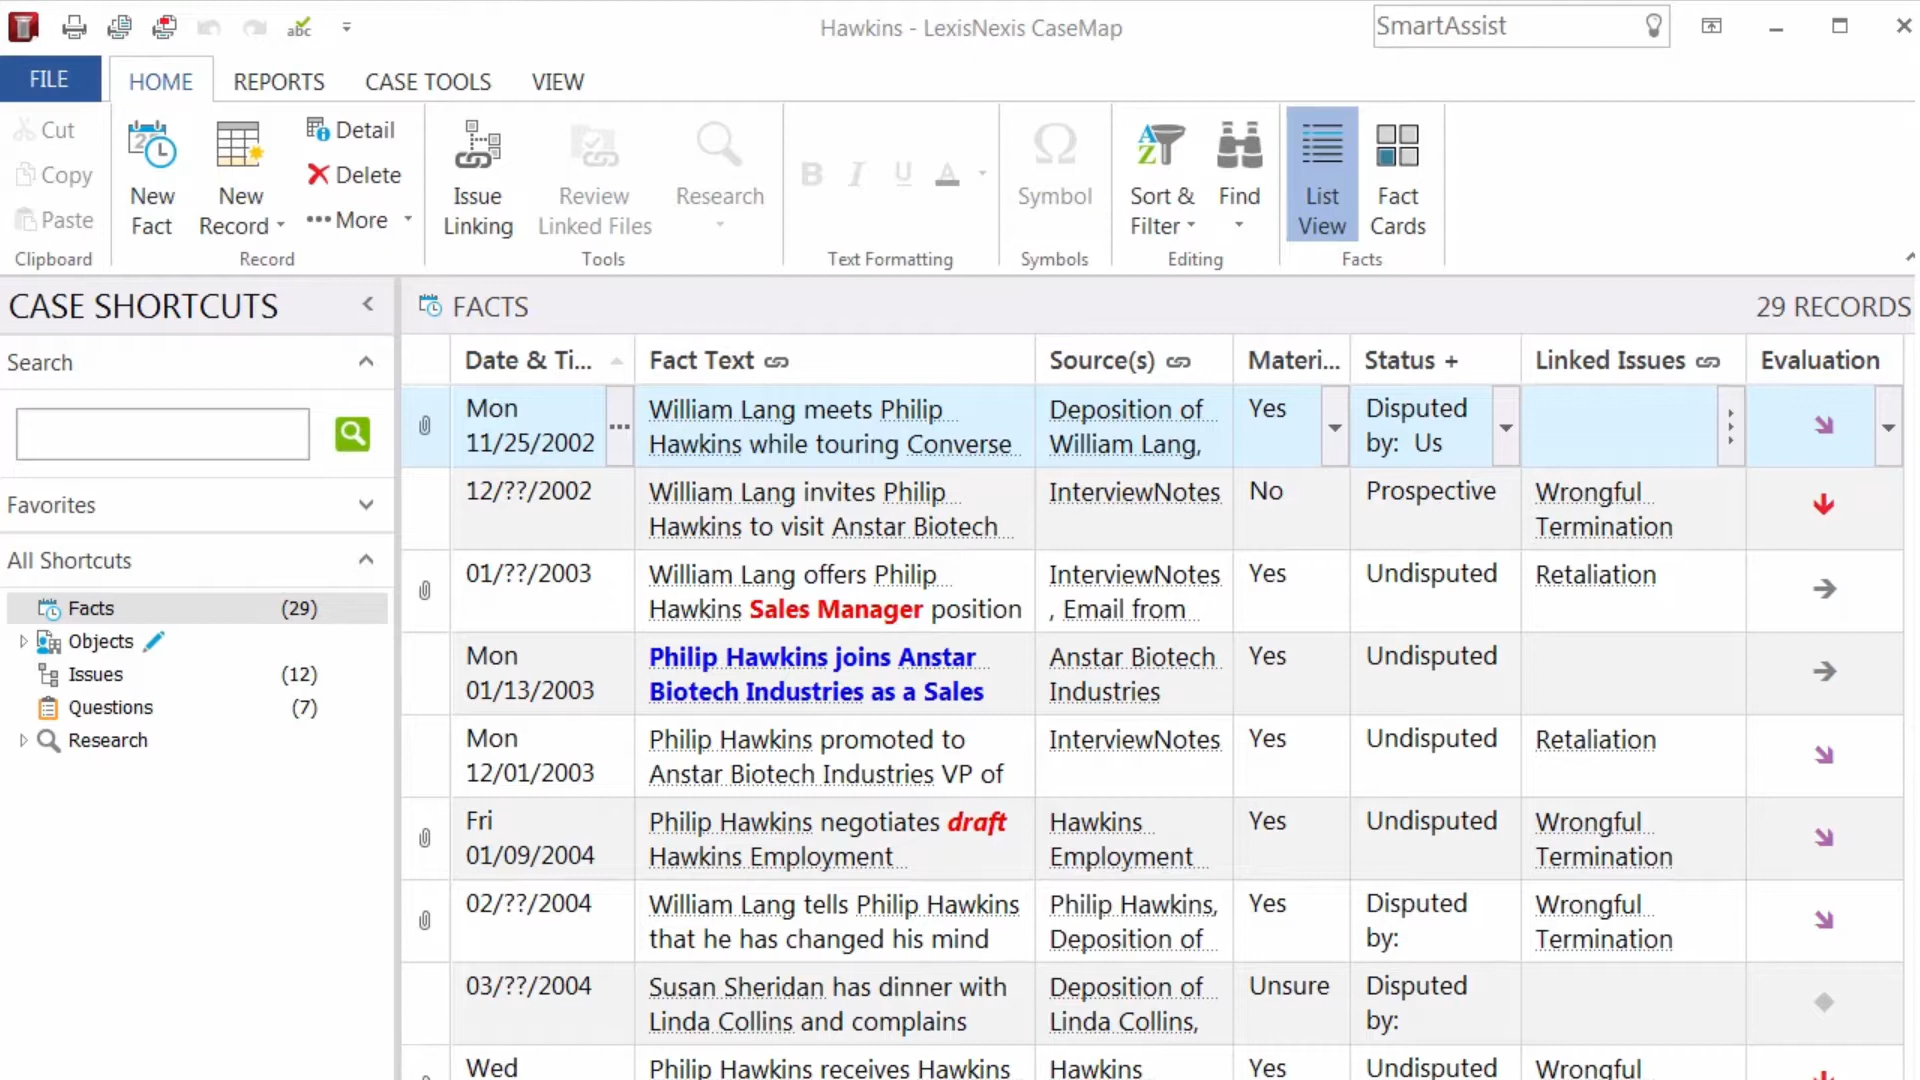 abc
Hawkins - LexisNexis CaseMap
SmartAssist
FILE
HOME
REPORTS
CASE TOOLS
VIEW
Cut
Copy
Paste
Clipboard
New
Fact
New
Record
Detail
Delete
More
Record
Issue
Linking
Review
Linked Files
Research
Tools
B I U A
Text Formatting
Symbol
Symbols
Sort &
Filter
Find
Editing
List
View
Fact
Cards
Facts
CASE SHORTCUTS
Search
Favorites
All Shortcuts
Facts (29)
Objects
Issues (12)
Questions (7)
Research
FACTS
29 RECORDS
Date & Ti...
Fact Text
Source(s)
Materi...
Status +
Linked Issues
Evaluation
Mon
11/25/2002
William Lang meets Philip
Hawkins while touring Converse
Deposition of
William Lang,
Yes
Disputed
by: Us
12/??/2002
William Lang invites Philip
Hawkins to visit Anstar Biotech
InterviewNotes
No
Prospective
Wrongful
Termination
01/??/2003
William Lang offers Philip
Hawkins Sales Manager position
InterviewNotes
, Email from
Yes
Undisputed
Retaliation
Mon
01/13/2003
Philip Hawkins joins Anstar
Biotech Industries as a Sales
Anstar Biotech
Industries
Yes
Undisputed
Mon
12/01/2003
Philip Hawkins promoted to
Anstar Biotech Industries VP of
InterviewNotes
Yes
Undisputed
Retaliation
Fri
01/09/2004
Philip Hawkins negotiates draft
Hawkins Employment
Hawkins
Employment
Yes
Undisputed
Wrongful
Termination
02/??/2004
William Lang tells Philip Hawkins
that he has changed his mind
Philip Hawkins,
Deposition of
Yes
Disputed
by:
Wrongful
Termination
03/??/2004
Susan Sheridan has dinner with
Linda Collins and complains
Deposition of
Linda Collins,
Unsure
Disputed
by:
Wed
Philip Hawkins receives Hawkins
Hawkins
Yes
Undisputed
Wrongful